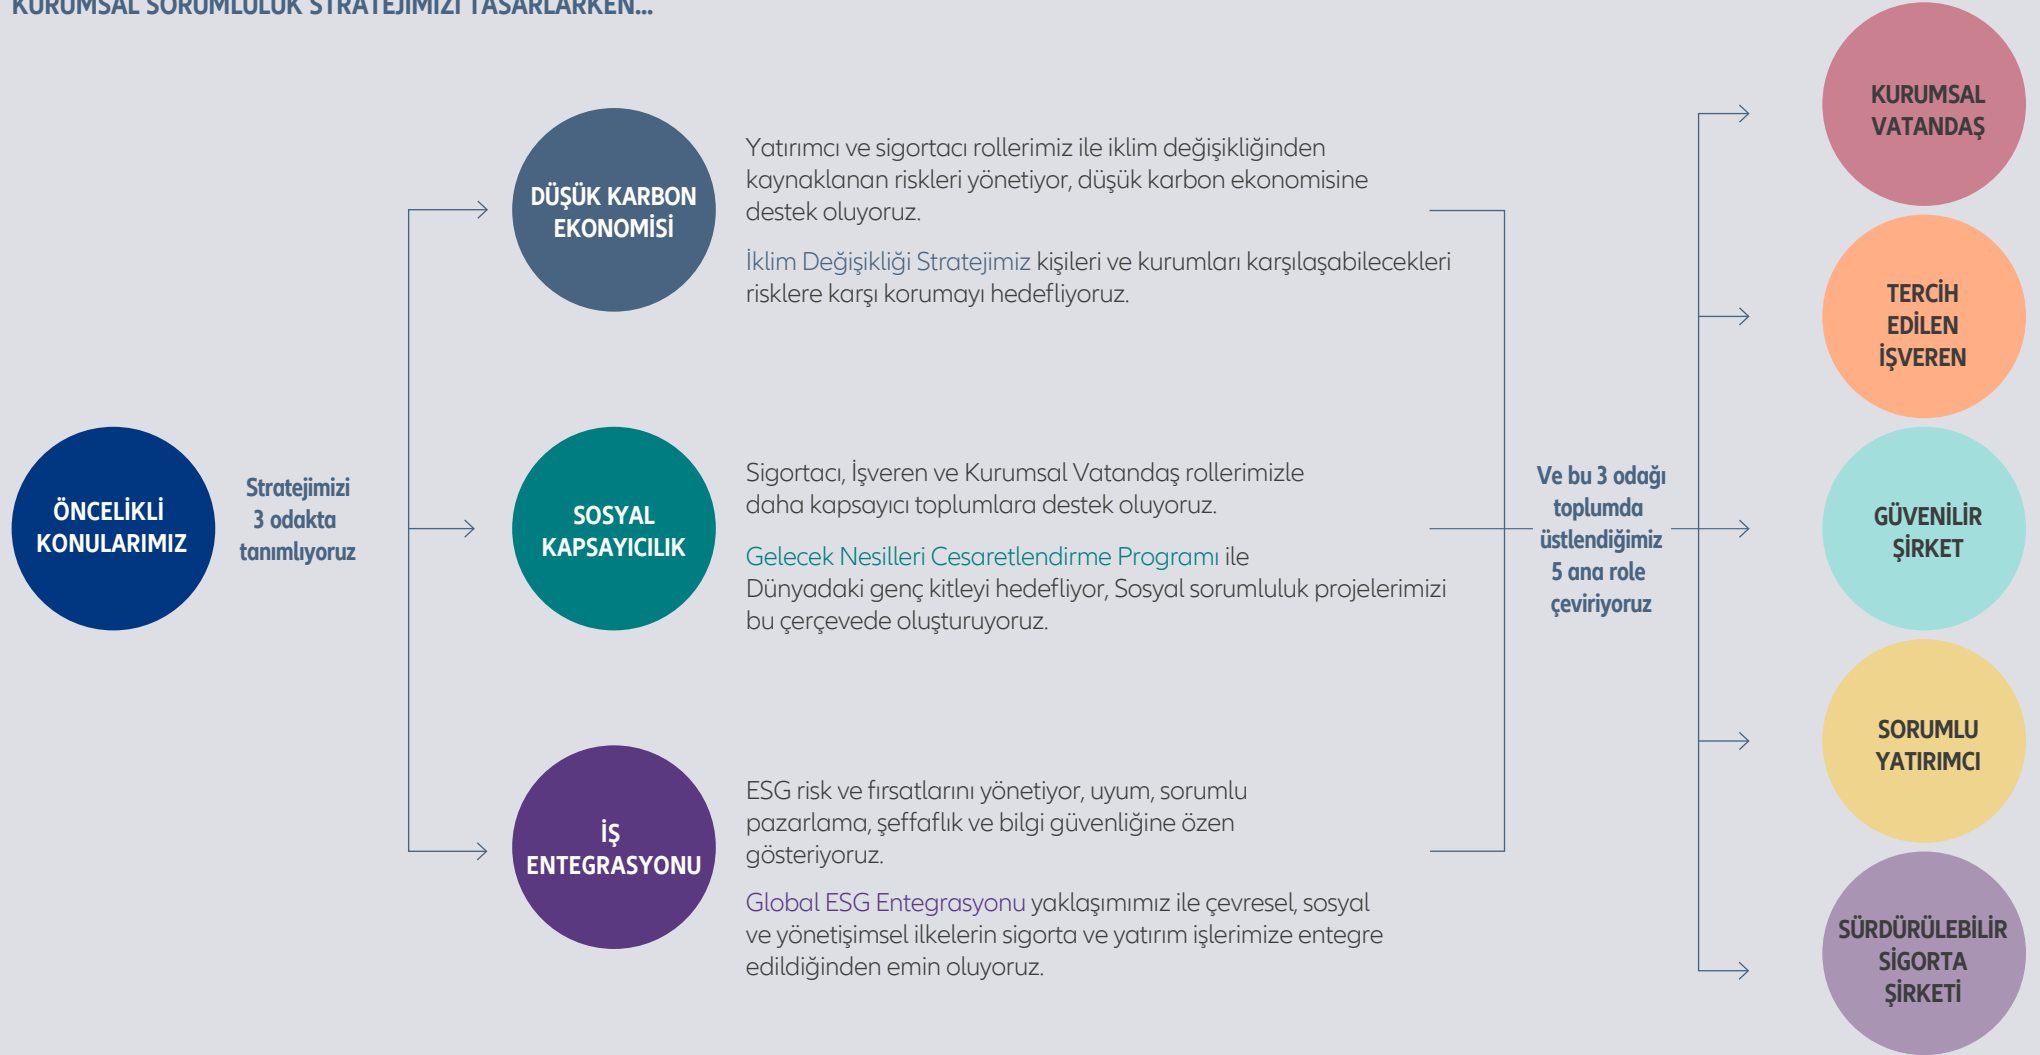 KURUMSAL SORUMLULUK STRATEJİMİZİ TASARLARKEN...
ÖNCELİKLİ
KONULARIMIZ
Stratejimizi
3 odakta
tanımlıyoruz
DÜŞÜK KARBON
EKONOMİSİ
Yatırımcı ve sigortacı rollerimiz ile iklim değişikliğinden
kaynaklanan riskleri yönetiyor, düşük karbon ekonomisine
destek oluyoruz.
İklim Değişikliği Stratejimiz kişileri ve kurumları karşılaşabilecekleri
risklere karşı korumayı hedefliyoruz.
SOSYAL
KAPSAYICILIK
Sigortacı, İşveren ve Kurumsal Vatandaş rollerimizle
daha kapsayıcı toplumlara destek oluyoruz.
Gelecek Nesilleri Cesaretlendirme Programı ile
Dünyadaki genç kitleyi hedefliyor, Sosyal sorumluluk projelerimizi
bu çerçevede oluşturuyoruz.
İŞ
ENTEGRASYONU
ESG risk ve fırsatlarını yönetiyor, uyum, sorumlu
pazarlama, şeffaflık ve bilgi güvenliğine özen
gösteriyoruz.
Global ESG Entegrasyonu yaklaşımımız ile çevresel, sosyal
ve yönetişimsel ilkelerin sigorta ve yatırım işlerimize entegre
edildiğinden emin oluyoruz.
Ve bu 3 odağı
toplumda
üstlendiğimiz
5 ana role
çeviriyoruz
KURUMSAL
VATANDAŞ
TERCİH
EDİLEN
İŞVEREN
GÜVENİLİR
ŞİRKET
SORUMLU
YATIRIMCI
SÜRDÜRÜLEBİLİR
SİGORTA
ŞİRKETİ